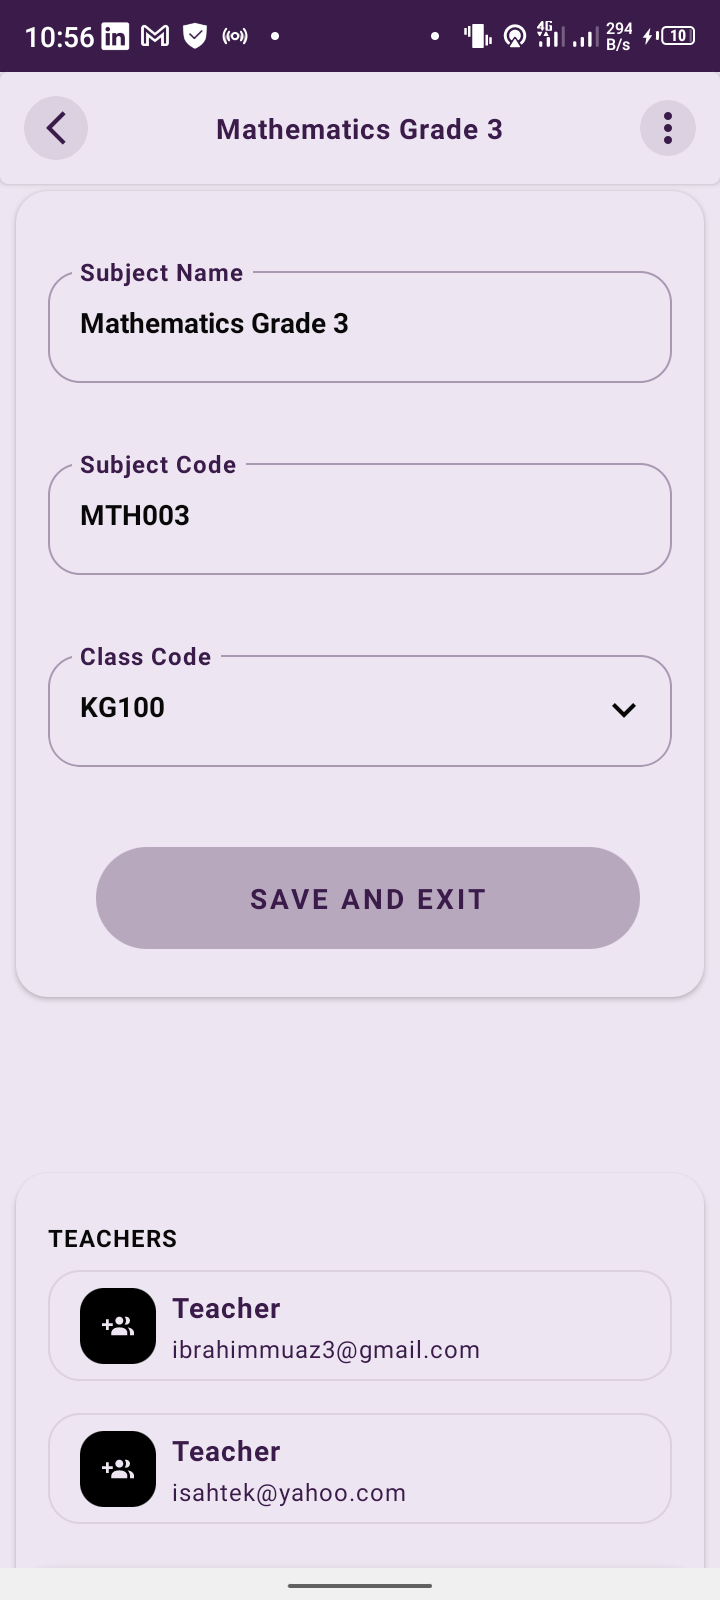 10:56
4G
294
B/s
10
Mathematics Grade 3
Subject Name
Mathematics Grade 3
Subject Code
MTH003
Class Code
KG100
SAVE AND EXIT
TEACHERS
Teacher
ibrahimmuaz3@gmail.com
Teacher
isahtek@yahoo.com